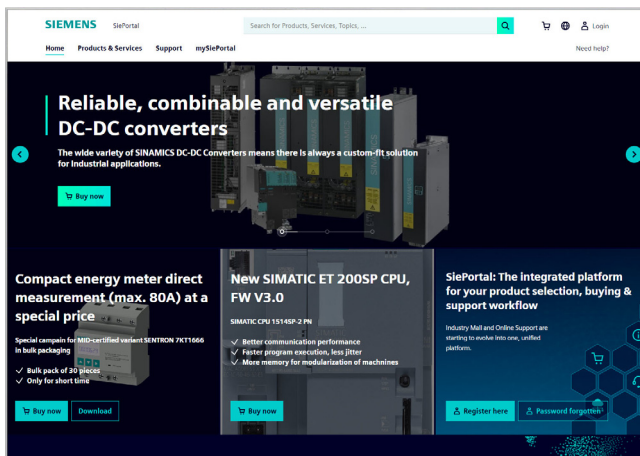 SIEMENS SiePortal
Search for Products, Services, Topics, ...
Login
Home Products & Services Support mySiePortal
Need help?
Reliable, combinable and versatile
DC-DC converters
The wide variety of SINAMICS DC-DC Converters means there is always a custom-fit solution
for industrial applications.
Buy now
Compact energy meter direct
measurement (max. 80A) at a
special price
Special campain for MID-certified variant SENTRON 7KT1666
in bulk packaging
Bulk pack of 30 pieces
Only for short time
Buy now Download
New SIMATIC ET 200SP CPU,
FW V3.0
SIMATIC CPU 1514SP-2 PN
Better communication performance
Faster program execution, less jitter
More memory for modularization of machnines
Buy now
SiePortal: The integrated platform
for your product selection, buying &
support workflow
Industry Mall and Online Support are
starting to evolve into one, unified
platform.
Register here Password forgotten